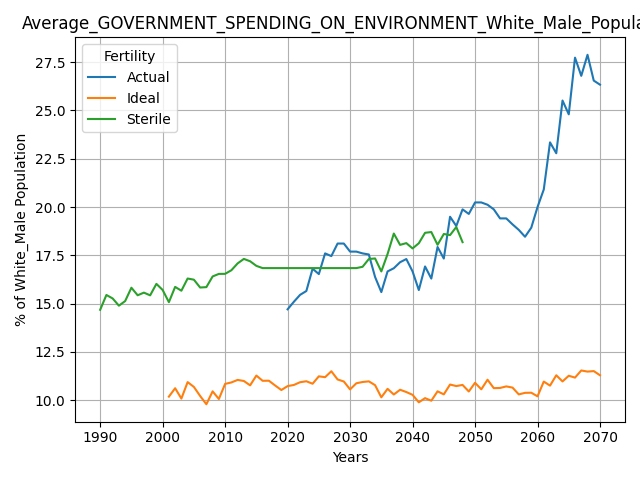 Average_GOVERNMENT_SPENDING_ON_ENVIRONMENT_White_Male_Popula
Fertility
Actual
Ideal
Sterile
% of White_Male Population
27.5
25.0
22.5
20.0
17.5
15.0
12.5
10.0
1990 2000 2010 2020 2030 2040 2050 2060 2070
Years